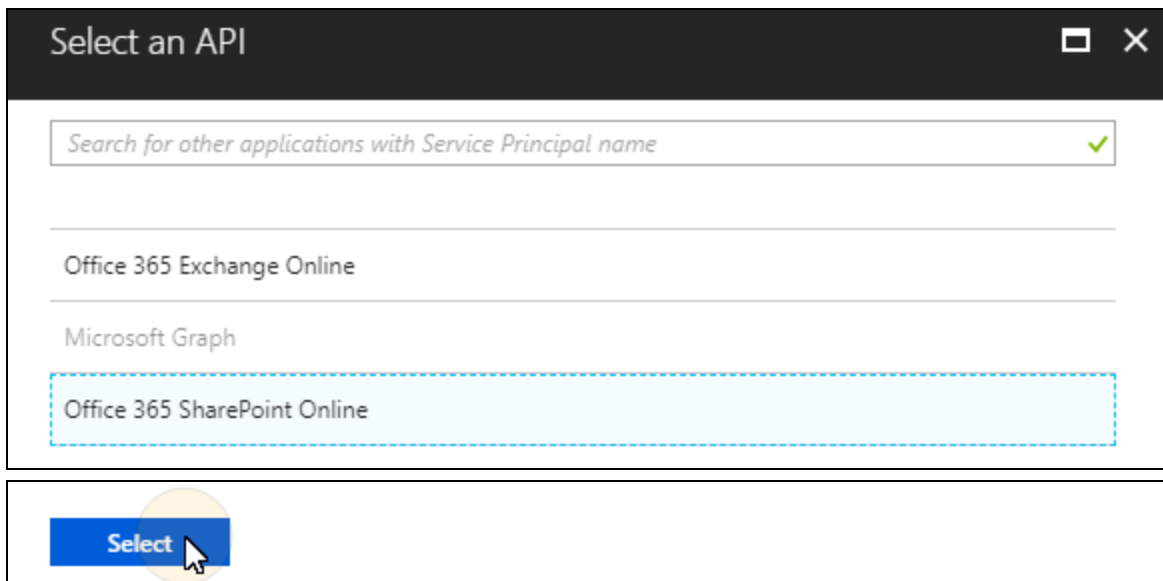 Select an API
Search for other applications with Service Principal name
Office 365 Exchange Online
Microsoft Graph
Office 365 SharePoint Online
Select